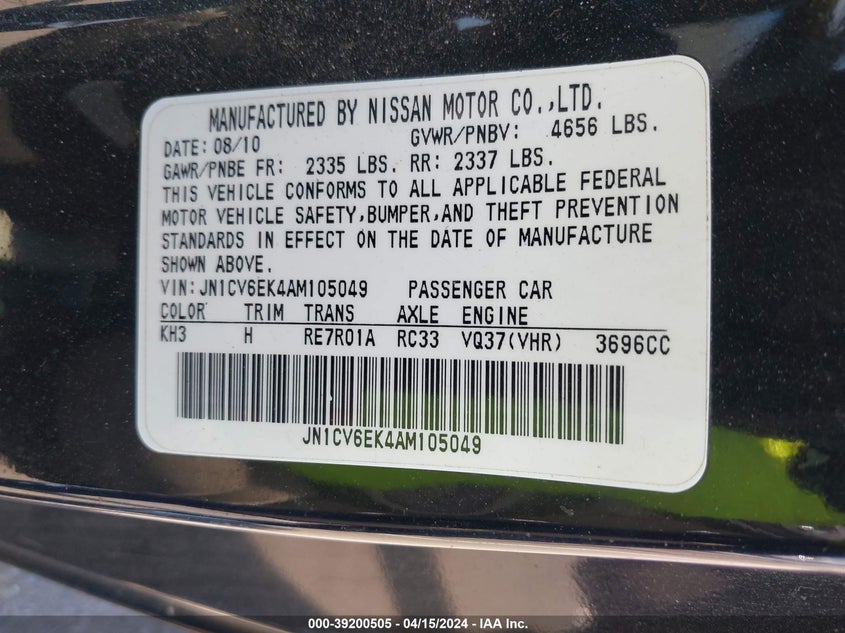 MANUFACTURED BY NISSAN MOTOR CO.,LTD.
DATE: 08/10 GVWR/PNBV: 4656 LBS.
GAWR/PNBE FR: 2335 LBS. RR: 2337 LBS.
THIS VEHICLE CONFORMS TO ALL APPLICABLE FEDERAL
MOTOR VEHICLE SAFETY,BUMPER,AND THEFT PREVENTION
STANDARDS IN EFFECT ON THE DATE OF MANUFACTURE
SHOWN ABOVE.
VIN: JN1CV6EK4AM105049 PASSENGER CAR
COLOR TRIM TRANS AXLE ENGINE
KH3 H RE7R01A RC33 VQ37(VHR) 3696CC
JN1CV6EK4AM105049
000-39200505 - 04/15/2024 - IAA Inc.